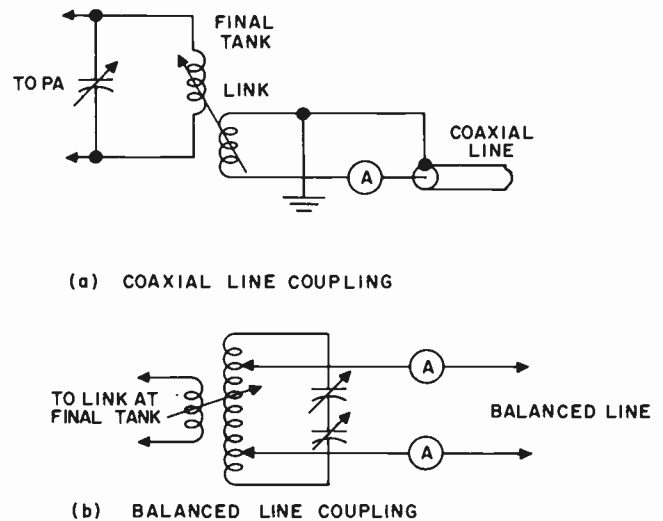 FINAL
TANK
TO PA
LINK
COAXIAL
LINE
A
(a) COAXIAL LINE COUPLING
A
TO LINK AT
FINAL TANK
BALANCED LINE
A
(b) BALANCED LINE COUPLING